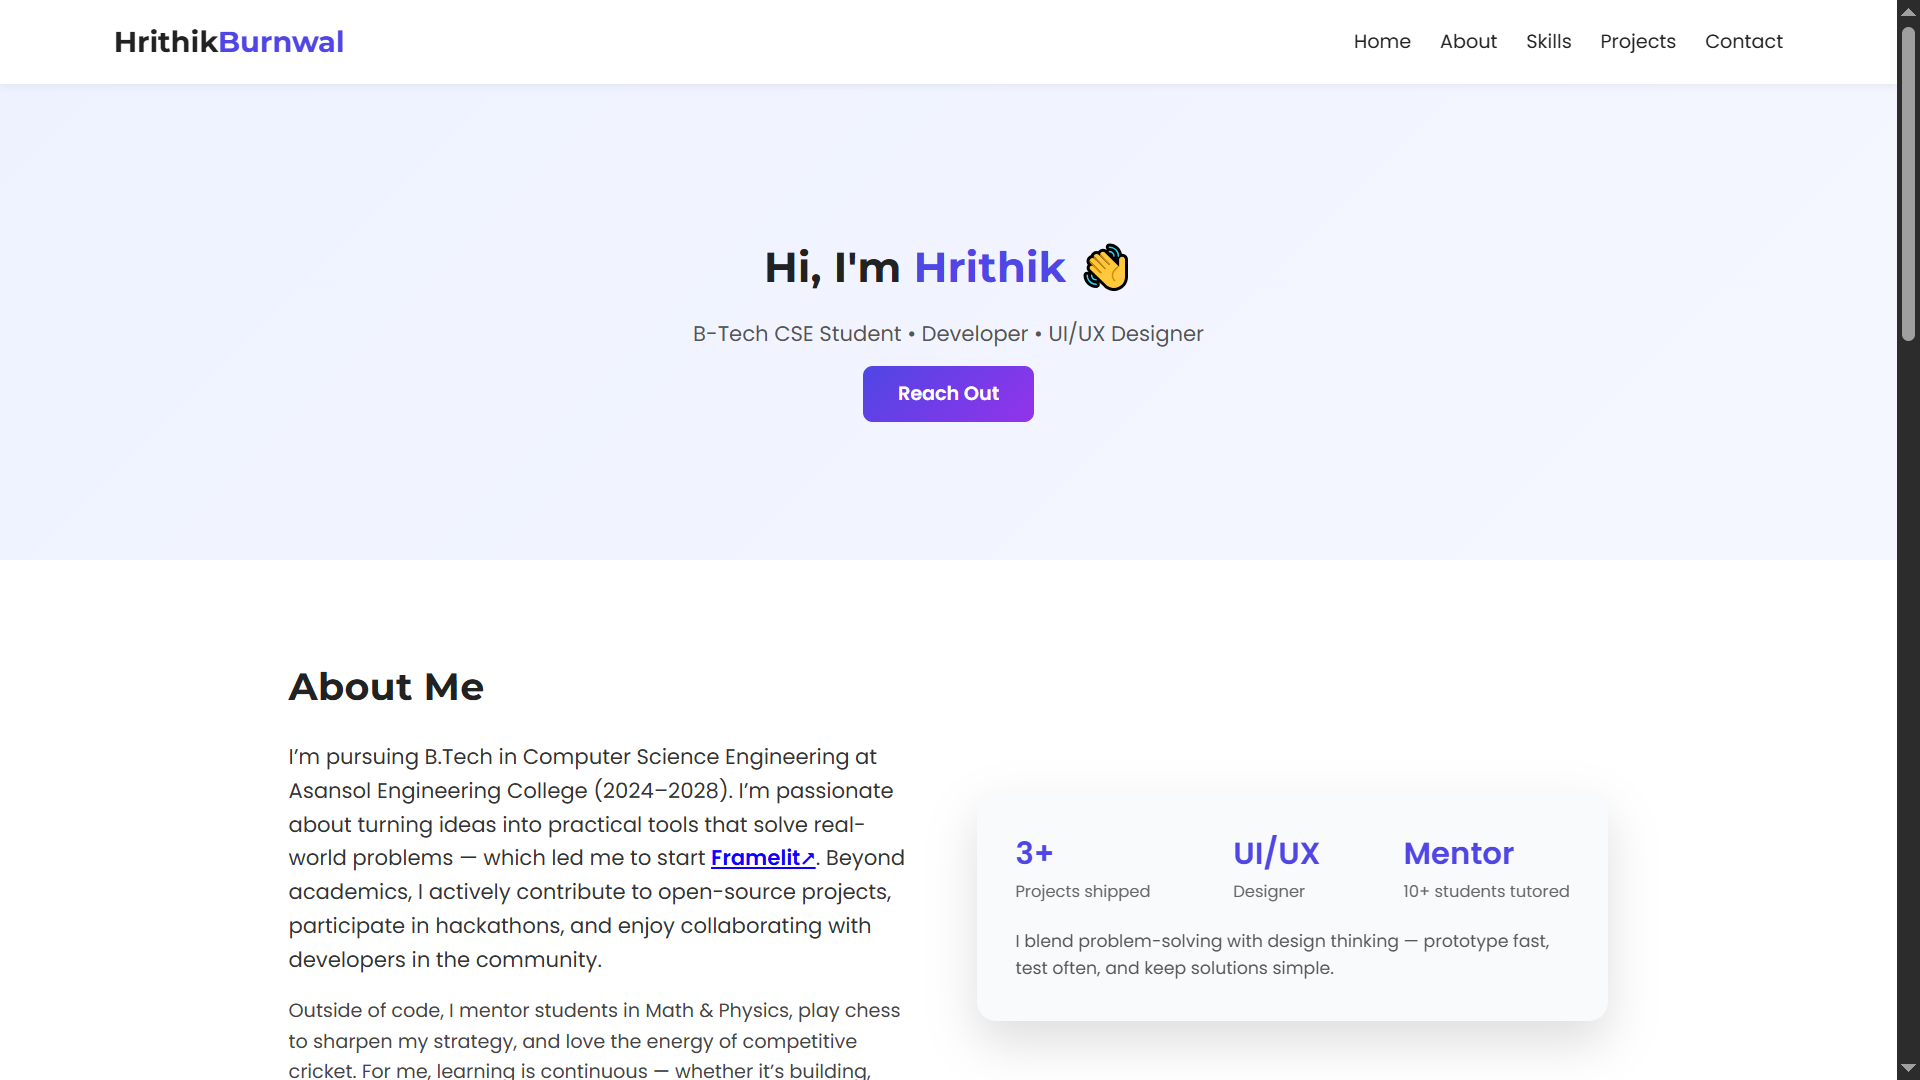 HrithikBurnwal
Home About Skills Projects Contact
Hi, I'm Hrithik 👋
B-Tech CSE Student • Developer • UI/UX Designer
Reach Out
About Me
I’m pursuing B.Tech in Computer Science Engineering at
Asansol Engineering College (2024–2028). I’m passionate
about turning ideas into practical tools that solve real-
world problems — which led me to start Framelit↗. Beyond
academics, I actively contribute to open-source projects,
participate in hackathons, and enjoy collaborating with
developers in the community.
Outside of code, I mentor students in Math & Physics, play chess
to sharpen my strategy, and love the energy of competitive
cricket. For me, learning is continuous — whether it’s building,
3+
Projects shipped
UI/UX
Designer
Mentor
10+ students tutored
I blend problem-solving with design thinking — prototype fast,
test often, and keep solutions simple.